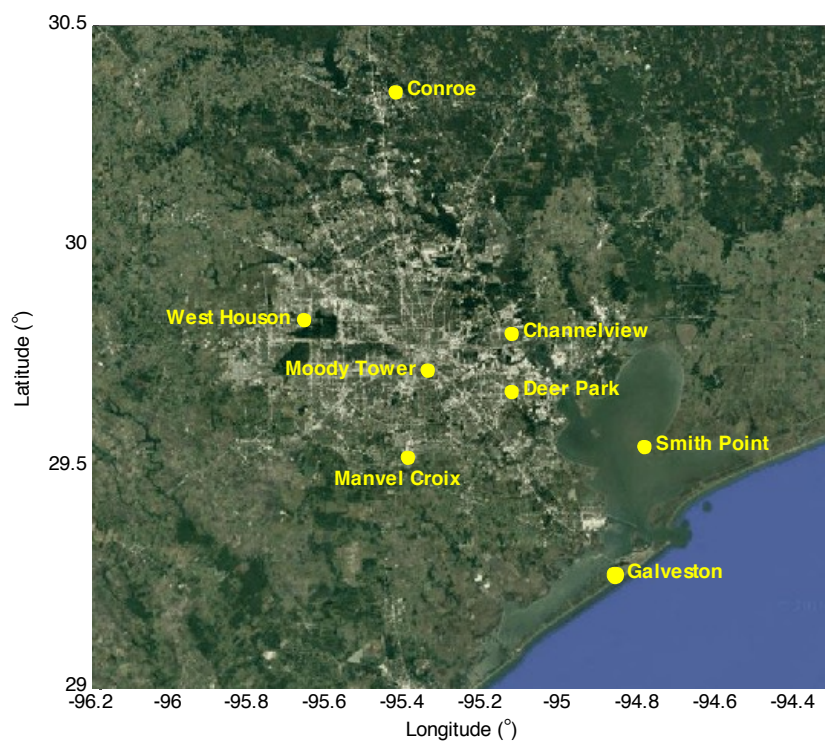 30.5
Conroe
30
West Houson
Channelview
Moody Tower
Deer Park
Smith Point
29.5
Manvel Croix
Galveston
29
-96.2 -96 -95.8 -95.6 -95.4 -95.2 -95 -94.8 -94.6 -94.4
Latitude (°)
Longitude (°)